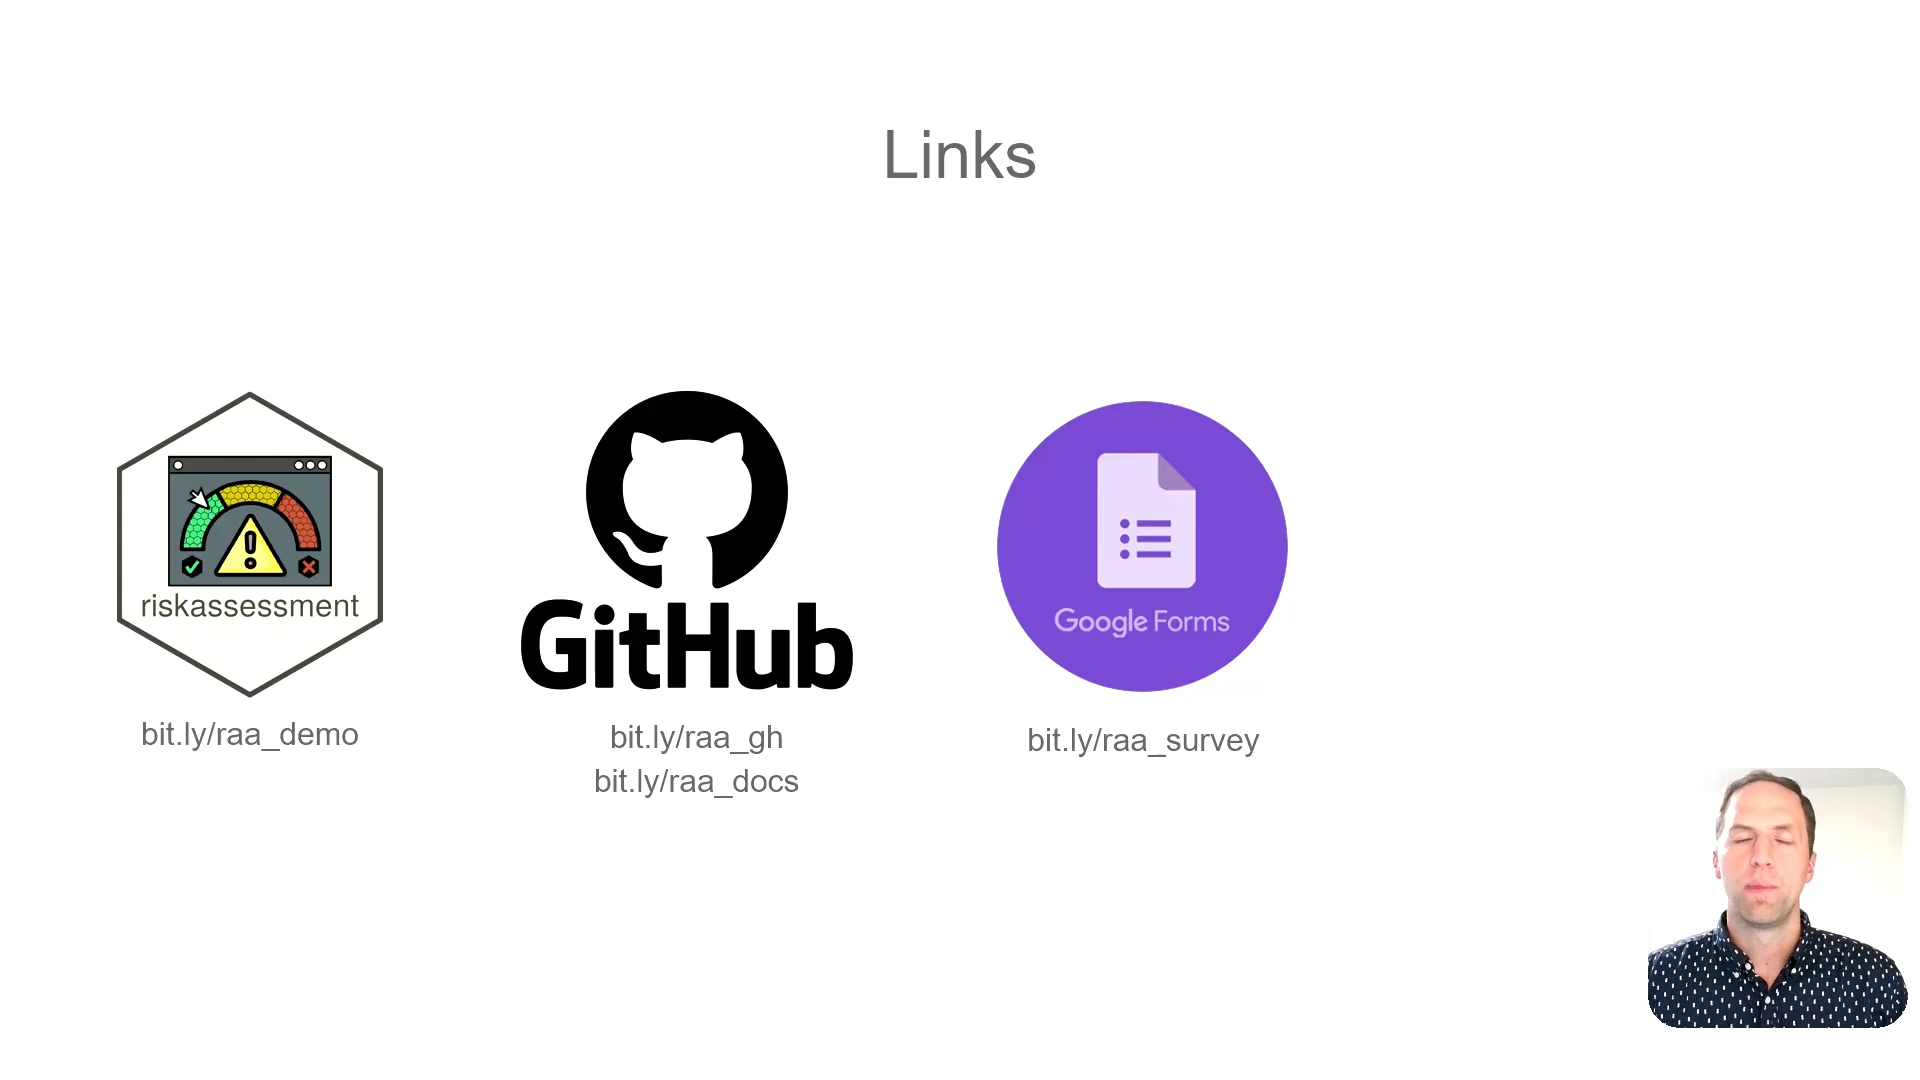 Links
riskassessment
bit.ly/raa_demo
GitHub
bit.ly/raa_gh
bit.ly/raa_docs
Google Forms
bit.ly/raa_survey